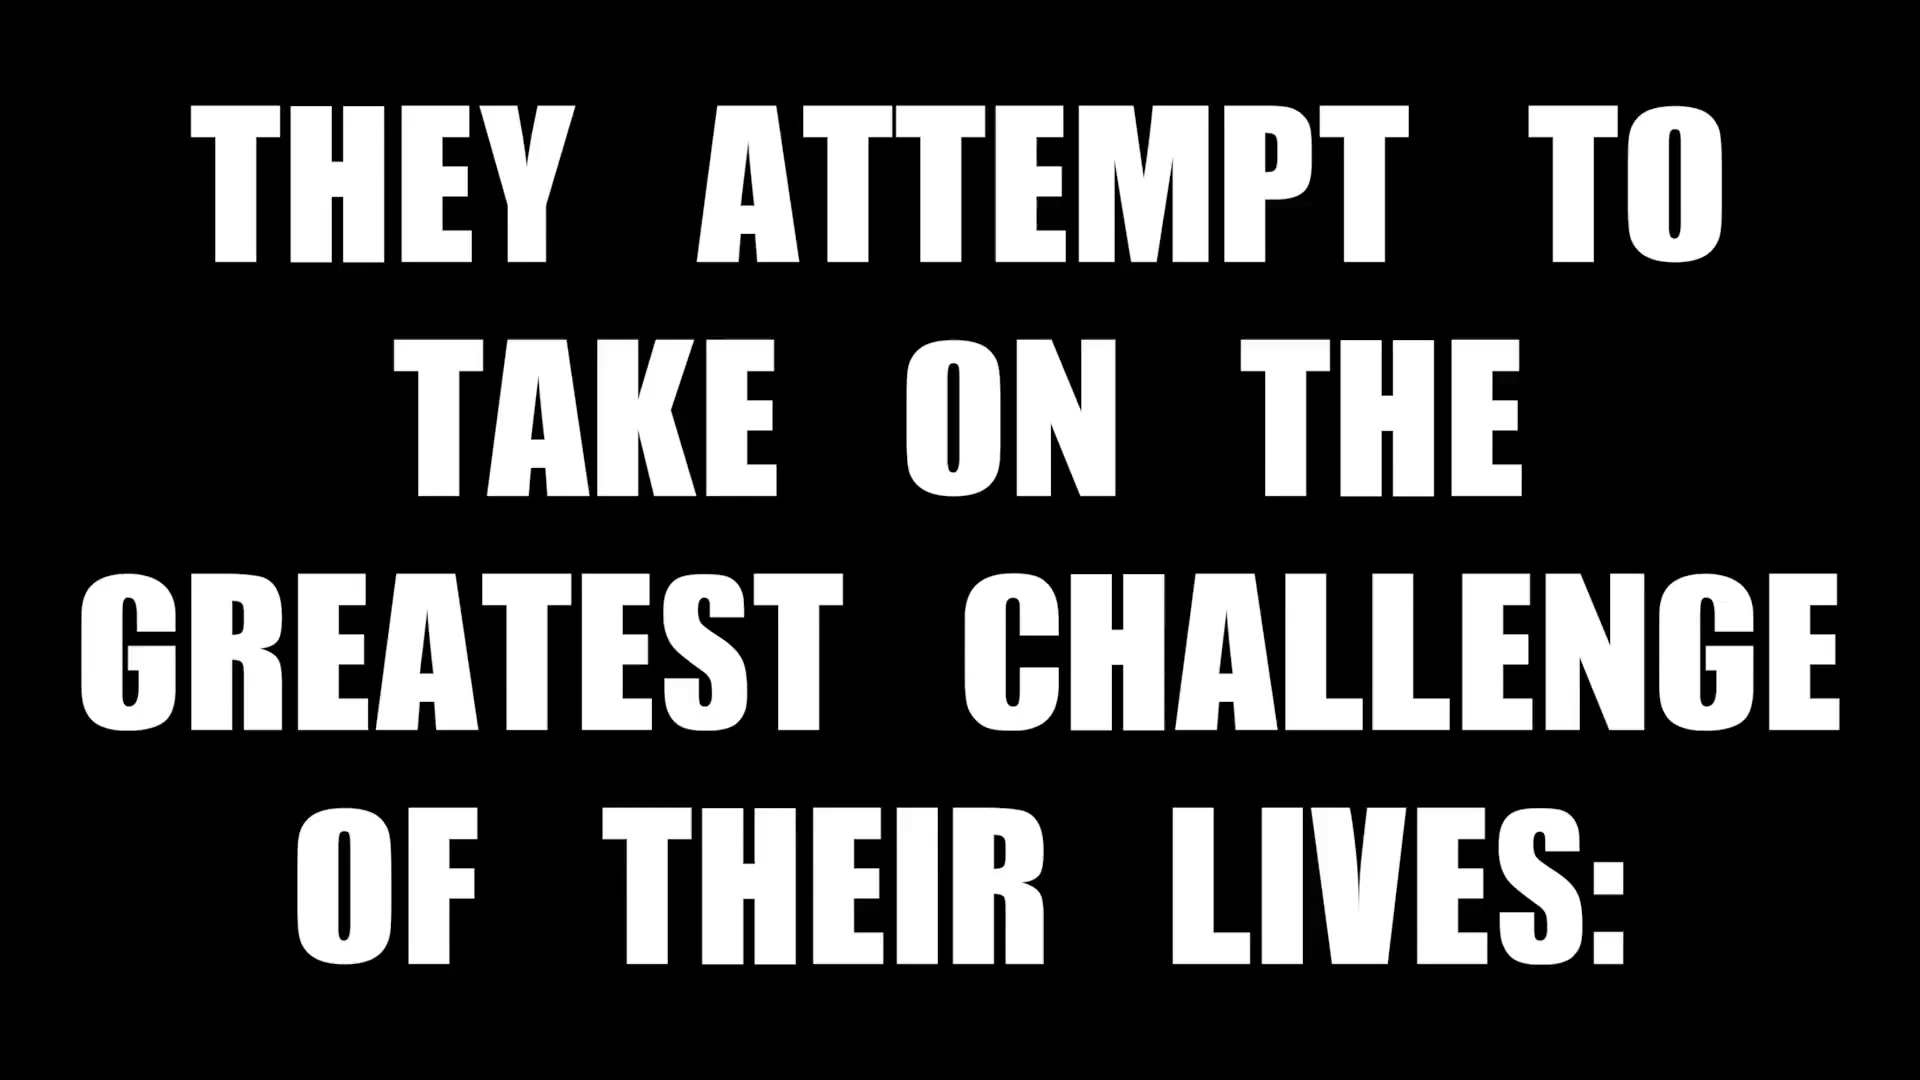 THEY ATTEMPT TO
TAKE ON THE
GREATEST CHALLENGE
OF THEIR LIVES: